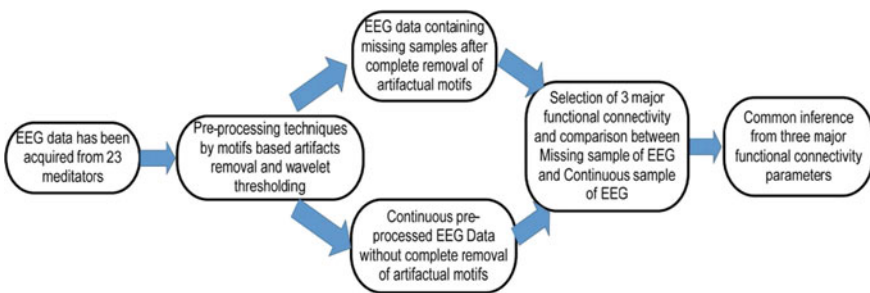 EEG data has been
acquired from 23
meditators
Pre-processing techniques
by motifs based artifacts
removal and wavelet
thresholding
EEG data containing
missing samples after
complete removal of
artifactual motifs
Continuous pre-
processed EEG Data
without complete removal
of artifactual motifs
Selection of 3 major
functional connectivity
and comparison between
Missing sample of EEG
and Continuous sample
of EEG
Common inference
from three major
functional connectivity
parameters